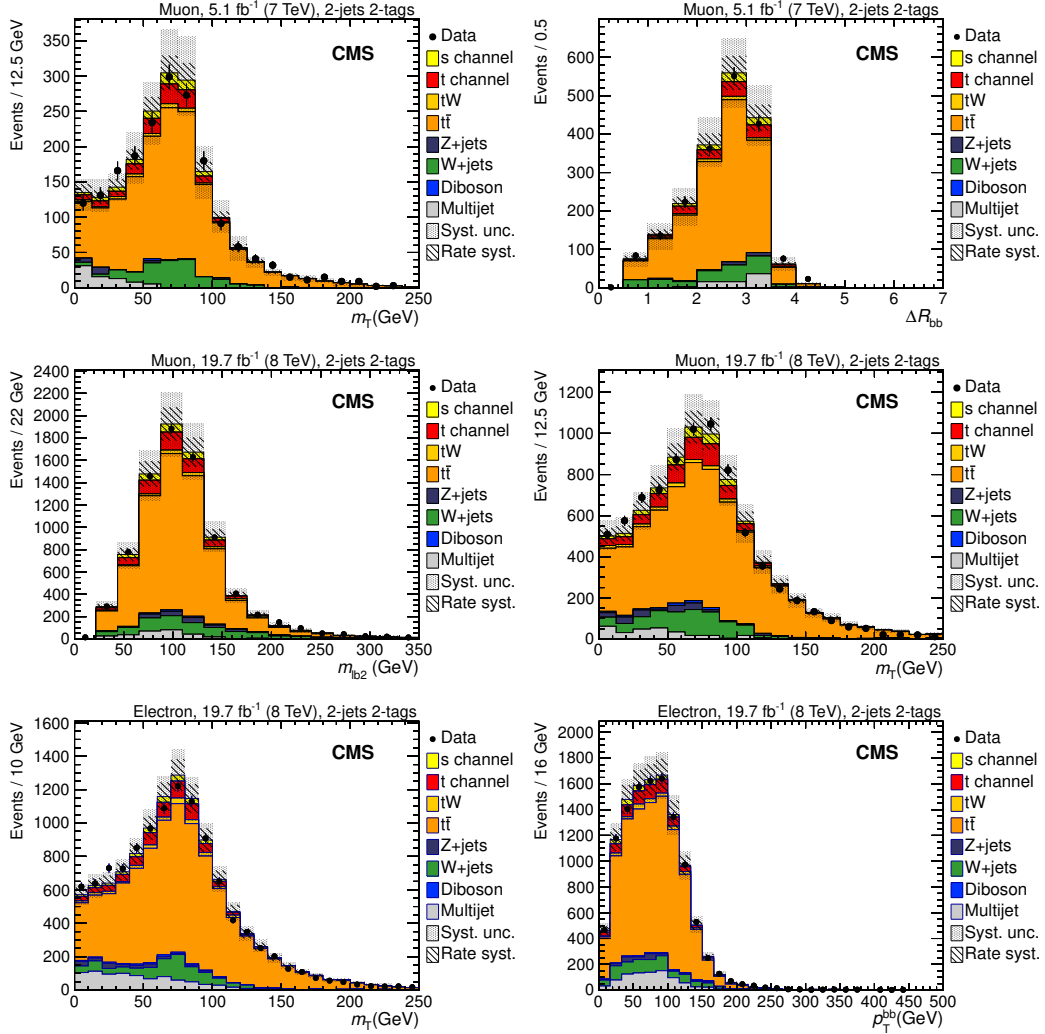 Muon, 5.1 fb⁻¹ (7 TeV), 2-jets 2-tags
Events / 12.5 GeV
350
300
250
200
150
100
50
0
0 50 100 150 200 250
m_T(GeV)
CMS
Data
s channel
t channel
tW
tt̄
Z+jets
W+jets
Diboson
Multijet
Syst. unc.
Rate syst.
Muon, 5.1 fb⁻¹ (7 TeV), 2-jets 2-tags
Events / 0.5
600
500
400
300
200
100
0
0 1 2 3 4 5 6 7
ΔR_bb
CMS
Data
s channel
t channel
tW
tt̄
Z+jets
W+jets
Diboson
Multijet
Syst. unc.
Rate syst.
Muon, 19.7 fb⁻¹ (8 TeV), 2-jets 2-tags
Events / 22 GeV
2400
2200
2000
1800
1600
1400
1200
1000
800
600
400
200
0
0 50 100 150 200 250 300 350
m_lb2 (GeV)
CMS
Data
s channel
t channel
tW
tt̄
Z+jets
W+jets
Diboson
Multijet
Syst. unc.
Rate syst.
Muon, 19.7 fb⁻¹ (8 TeV), 2-jets 2-tags
Events / 12.5 GeV
1200
1000
800
600
400
200
0
0 50 100 150 200 250
m_T(GeV)
CMS
Data
s channel
t channel
tW
tt̄
Z+jets
W+jets
Diboson
Multijet
Syst. unc.
Rate syst.
Electron, 19.7 fb⁻¹ (8 TeV), 2-jets 2-tags
Events / 10 GeV
1600
1400
1200
1000
800
600
400
200
0
0 50 100 150 200 250
m_T(GeV)
CMS
Data
s channel
t channel
tW
tt̄
Z+jets
W+jets
Diboson
Multijet
Syst. unc.
Rate syst.
Electron, 19.7 fb⁻¹ (8 TeV), 2-jets 2-tags
Events / 16 GeV
2000
1800
1600
1400
1200
1000
800
600
400
200
0
0 50 100 150 200 250 300 350 400 450 500
p_T^bb (GeV)
CMS
Data
s channel
t channel
tW
tt̄
Z+jets
W+jets
Diboson
Multijet
Syst. unc.
Rate syst.